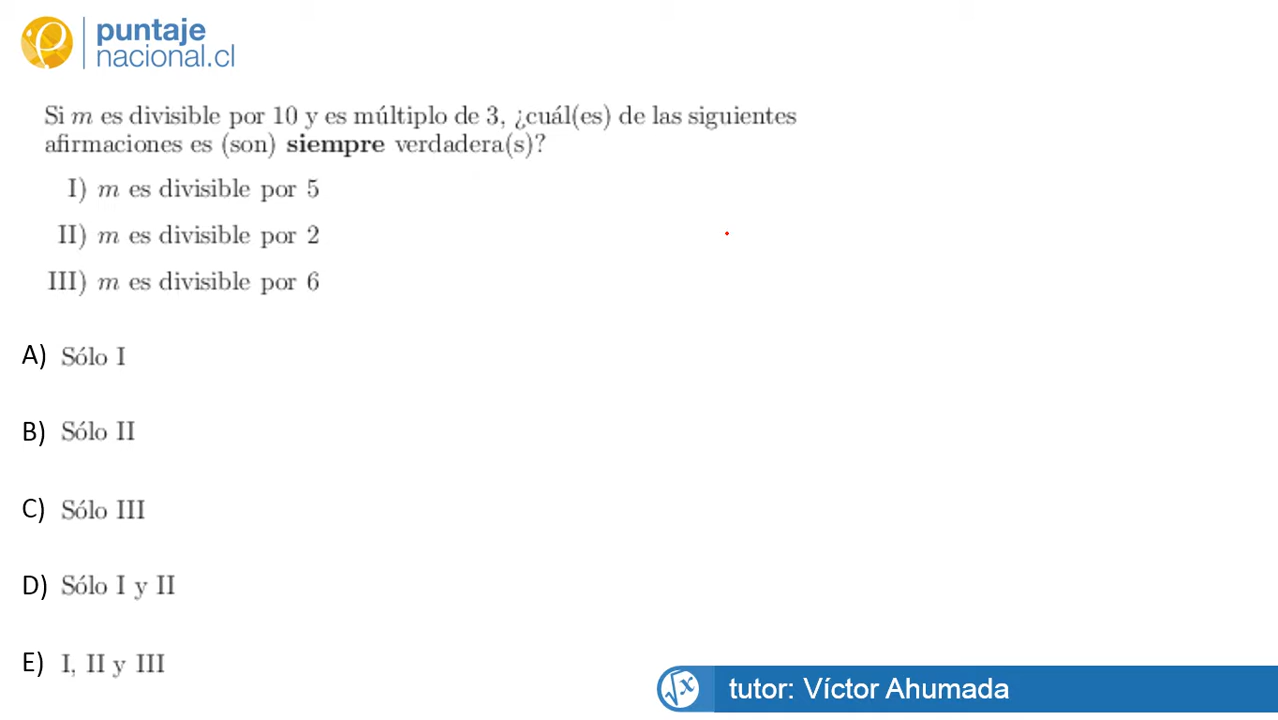 puntaje
nacional.cl
Si m es divisible por 10 y es múltiplo de 3, ¿cuál(es) de las siguientes
afirmaciones es (son) siempre verdadera(s)?
I) m es divisible por 5
II) m es divisible por 2
III) m es divisible por 6
A) Sólo I
B) Sólo II
C) Sólo III
D) Sólo I y II
E) I, II y III
√x tutor: Víctor Ahumada